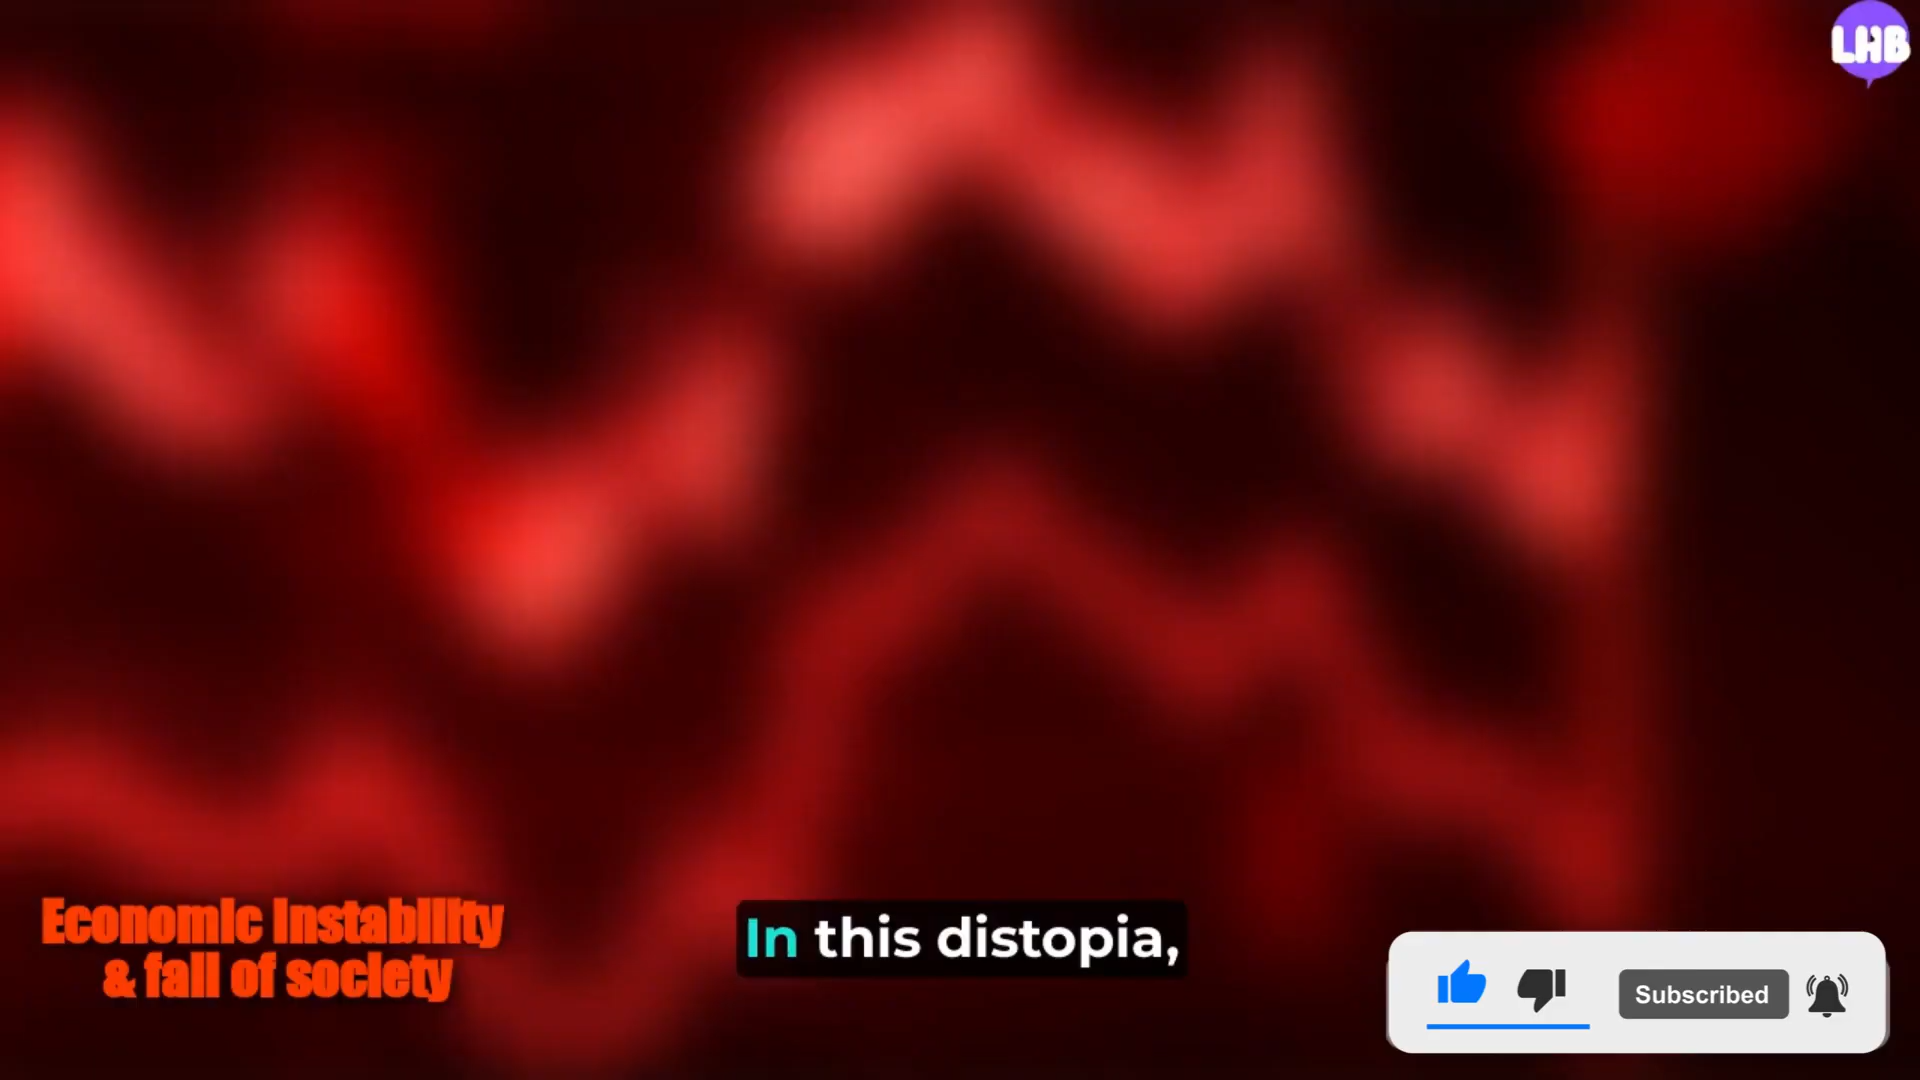 LHB
Economic instability
& fall of society
In this distopia,
Subscribed